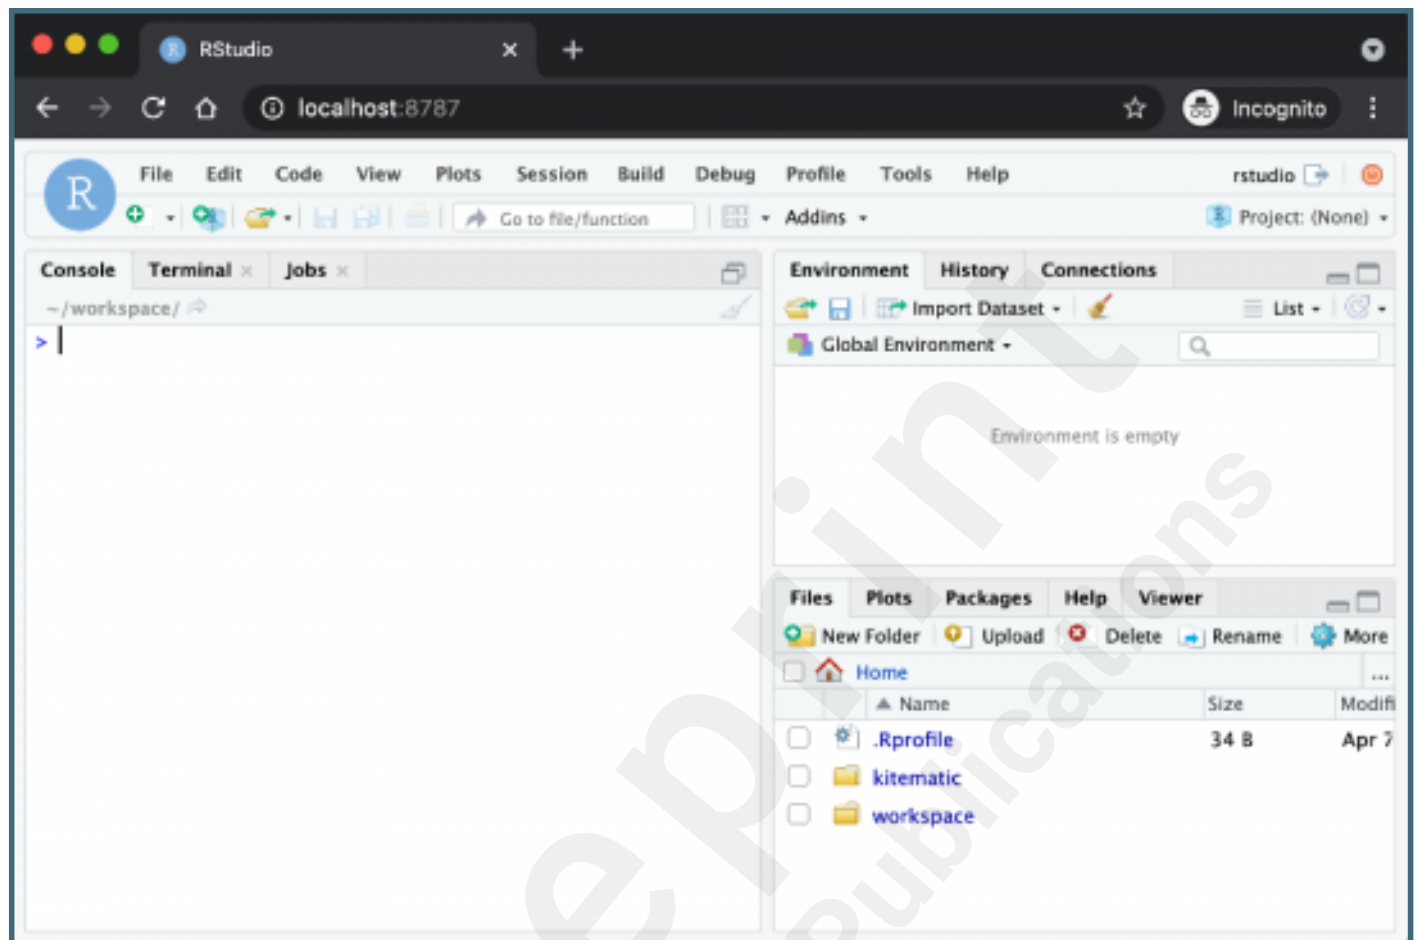 RStudio
localhost:8787
Incognito
R
File Edit Code View Plots Session Build Debug Profile Tools Help
rstudio
Go to file/function
Addins
Project: (None)
Console Terminal Jobs
~/workspace/
>
Environment History Connections
Import Dataset
List
Global Environment
Environment is empty
Files Plots Packages Help Viewer
New Folder Upload Delete Rename More
Home
...
Name Size Modifi
.Rprofile 34 B Apr 7
kitematic
workspace
eprint
Publications